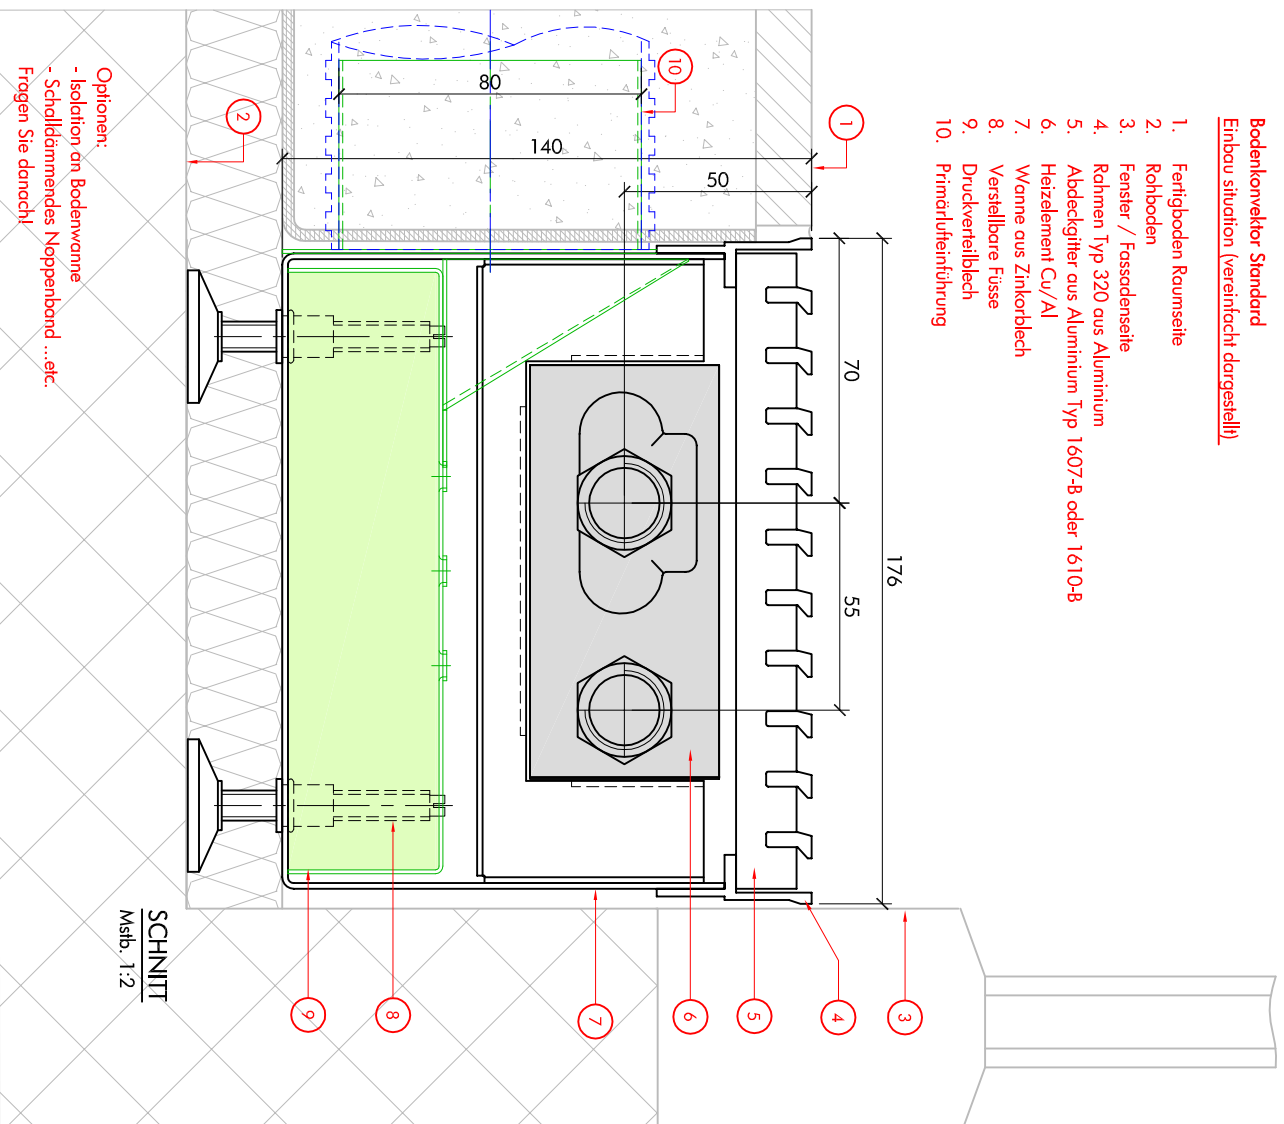 Bodenkonvektor Standard
Einbau situation (vereinfacht dargestellt)
1. Fertigboden Raumseite
2. Rohboden
3. Fenster / Fassadenseite
4. Rahmen Typ 320 aus Aluminium
5. Abdeckgitter aus Aluminium Typ 1607-B oder 1610-B
6. Heizelement Cu/Al
7. Wanne aus Zinkorblech
8. Verstellbare Füsse
9. Druckverteilblech
10. Primärlufteinführung
176
70
55
50
140
80
1
10
2
3
4
5
6
7
8
9
SCHNITT
Mstb. 1:2
Optionen:
- Isolation an Bodenwanne
- Schalldämmendes Noppenband ...etc.
Fragen Sie danach!